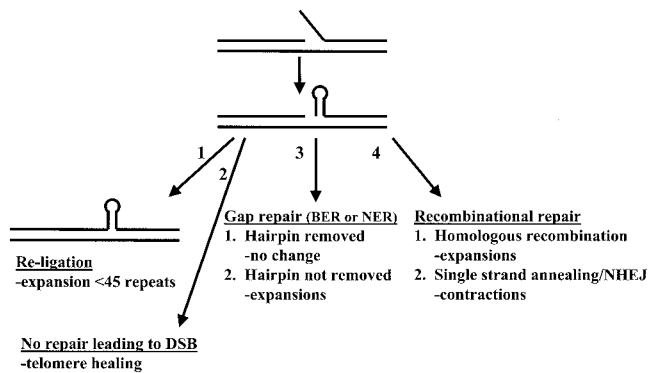 1
2
3
4
Re-ligation
-expansion <45 repeats
No repair leading to DSB
-telomere healing
Gap repair (BER or NER)
1. Hairpin removed
-no change
2. Hairpin not removed
-expansions
Recombinational repair
1. Homologous recombination
-expansions
2. Single strand annealing/NHEJ
-contractions